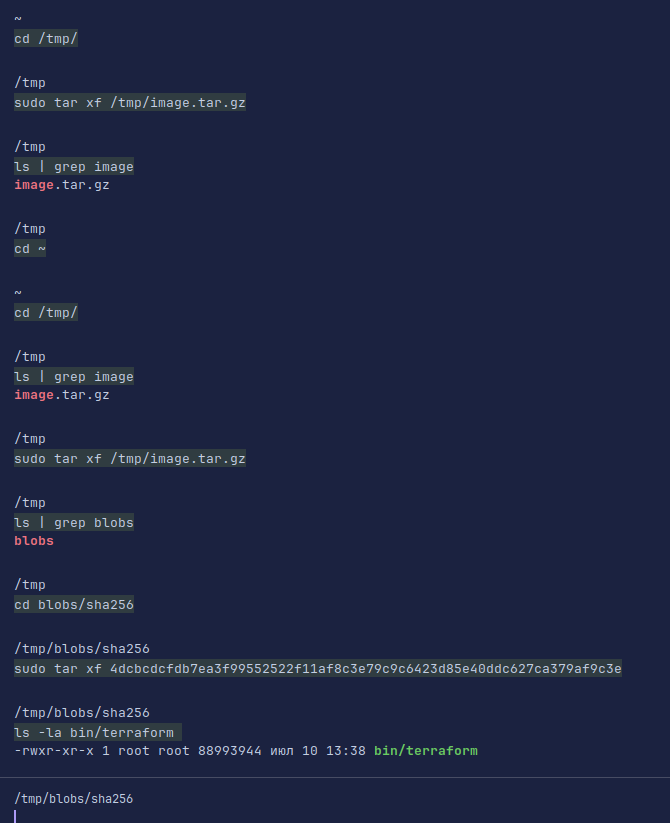 ~
cd /tmp/
/tmp
sudo tar xf /tmp/image.tar.gz
/tmp
ls | grep image
image.tar.gz
/tmp
cd ~
~
cd /tmp/
/tmp
ls | grep image
image.tar.gz
/tmp
sudo tar xf /tmp/image.tar.gz
/tmp
ls | grep blobs
blobs
/tmp
cd blobs/sha256
/tmp/blobs/sha256
sudo tar xf 4dcbcdcfdb7ea3f99552522f11af8c3e79c9c6423d85e40ddc627ca379af9c3e
/tmp/blobs/sha256
ls -la bin/terraform
-rwxr-xr-x 1 root root 88993944 июл 10 13:38 bin/terraform
/tmp/blobs/sha256